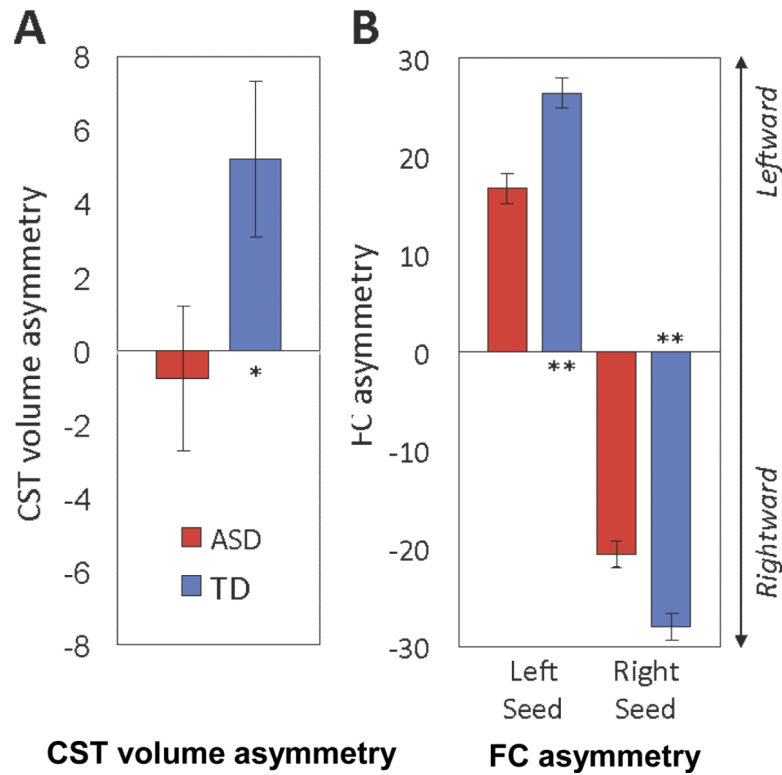 A
B
8
6
4
2
0
-2
-4
-6
-8
CST volume asymmetry
*
ASD
TD
30
20
10
0
-10
-20
-30
FC asymmetry
**
**
Left
Seed
Right
Seed
Leftward
Rightward
CST volume asymmetry
FC asymmetry